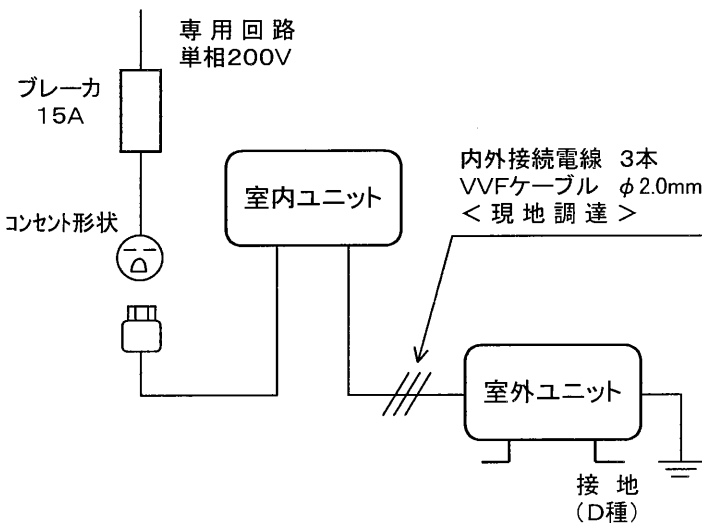 専用回路
単相200V
ブレーカ
15A
内外接続電線 3本
VVFケーブル φ2.0mm
<現地調達>
室内ユニット
コンセント形状
室外ユニット
接地
(D種)